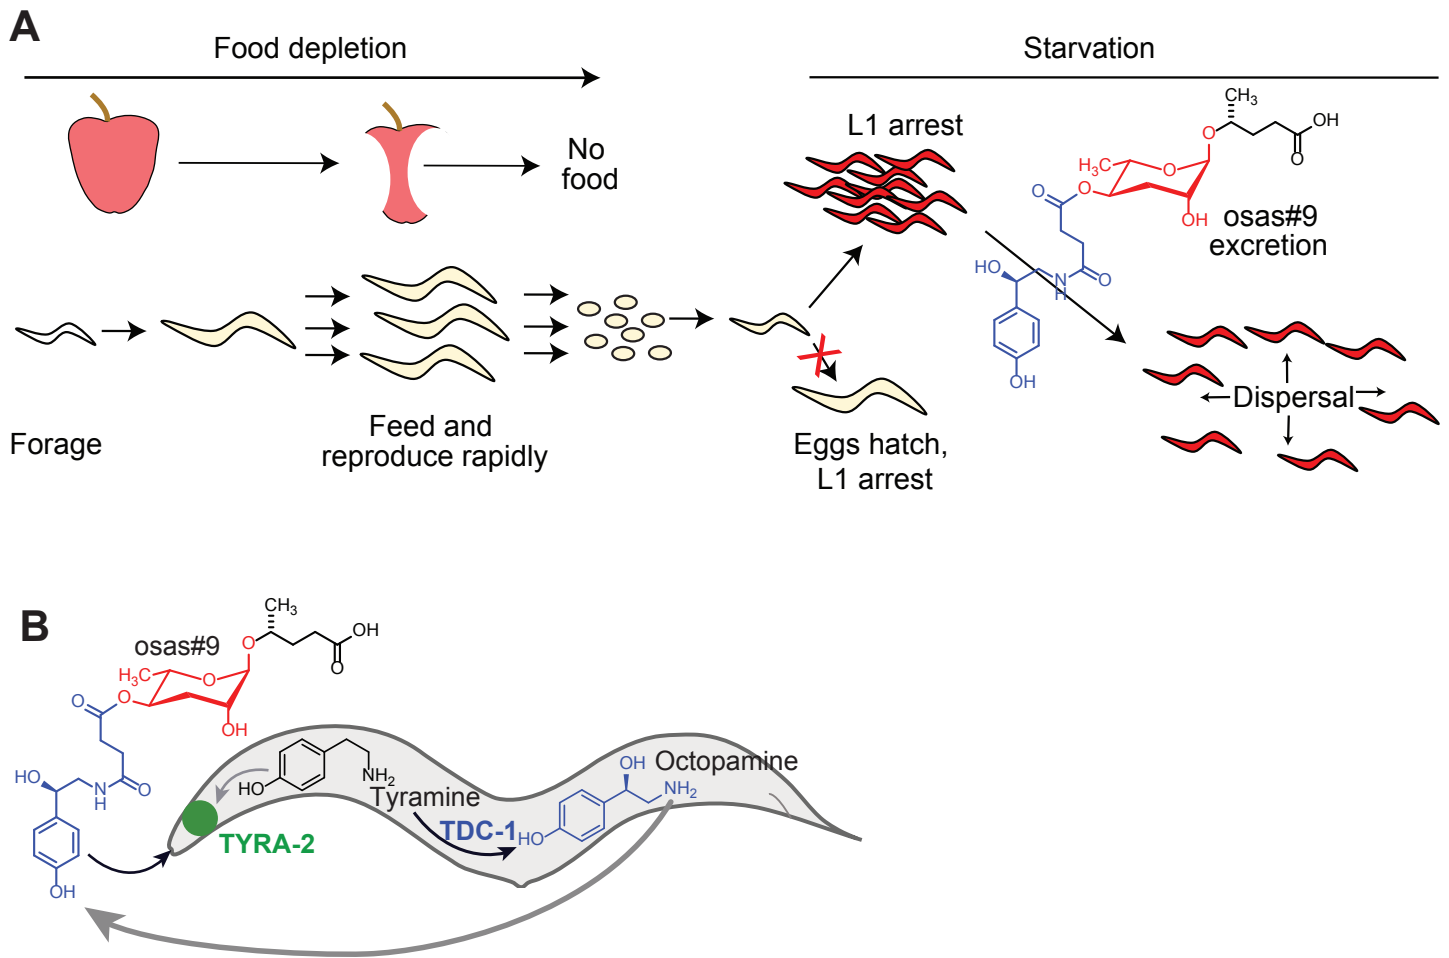 A
Food depletion
Starvation
No
food
L1 arrest
CH3
OH
O
O
H3C
O
O
O
OH
osas#9
excretion
HO
N
H
O
OH
Forage
Feed and
reproduce rapidly
Eggs hatch,
L1 arrest
Dispersal
B
osas#9
CH3
OH
O
O
H3C
O
O
O
OH
HO
N
H
O
OH
HO
NH2
Tyramine
TYRA-2
TDC-1
HO
OH
NH2
Octopamine